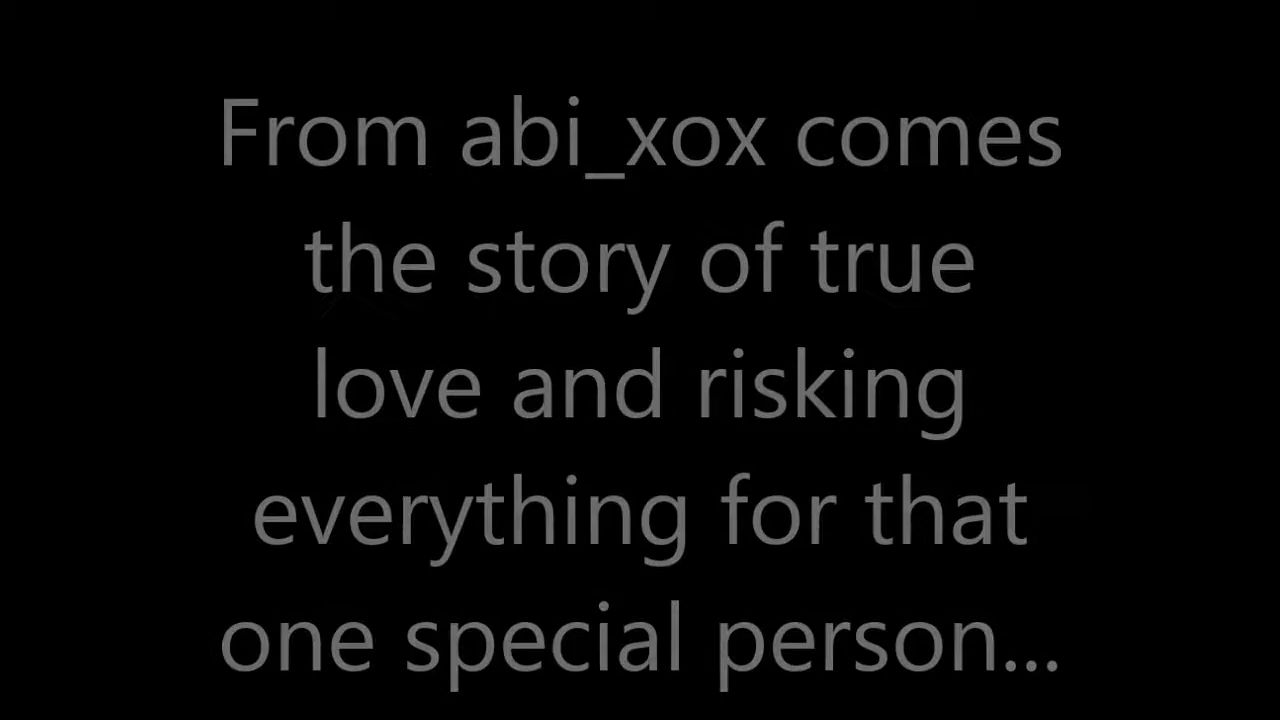 From abi_xox comes
the story of true
love and risking
everything for that
one special person...